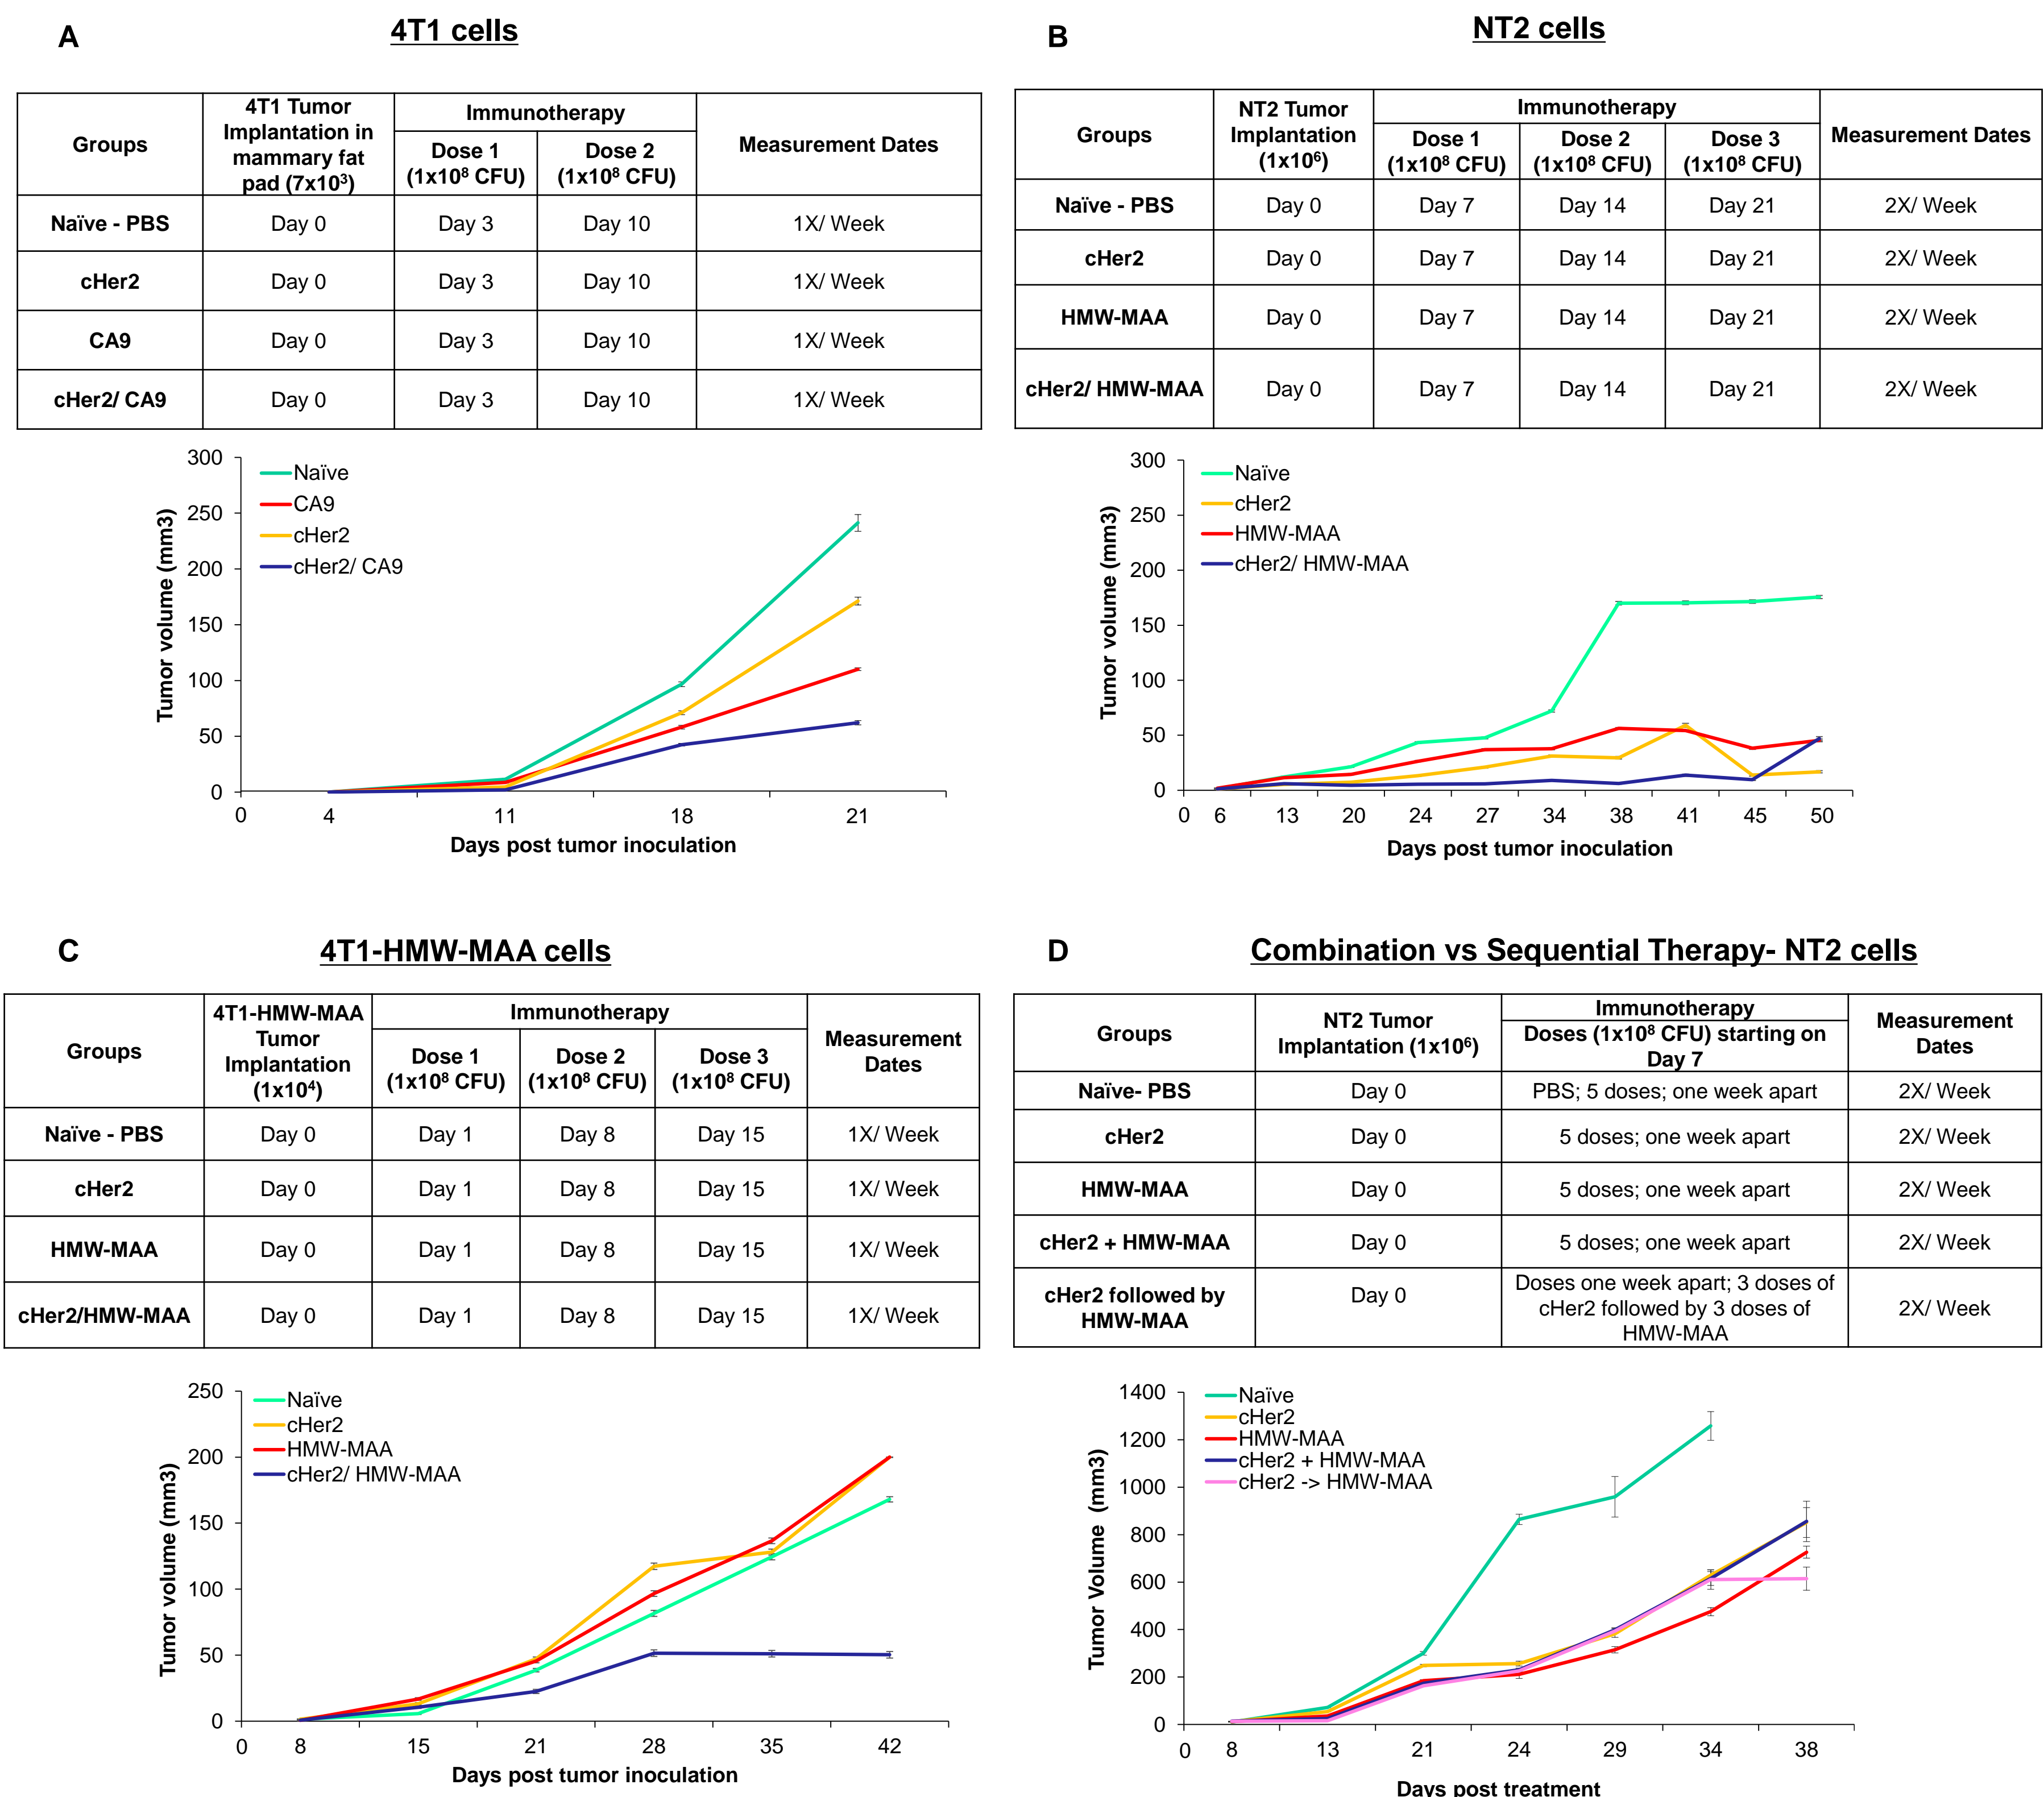 A
4T1 cells
Groups
4T1 Tumor
Implantation in
mammary fat
pad (7x10³)
Immunotherapy
Dose 1
(1x10⁸ CFU)
Dose 2
(1x10⁸ CFU)
Measurement Dates
Naïve - PBS Day 0 Day 3 Day 10 1X/ Week
cHer2 Day 0 Day 3 Day 10 1X/ Week
CA9 Day 0 Day 3 Day 10 1X/ Week
cHer2/ CA9 Day 0 Day 3 Day 10 1X/ Week
Tumor volume (mm3)
300
250
200
150
100
50
0
Naïve
CA9
cHer2
cHer2/ CA9
0 4 11 18 21
Days post tumor inoculation
B
NT2 cells
Groups
NT2 Tumor
Implantation
(1x10⁶)
Immunotherapy
Dose 1
(1x10⁸ CFU)
Dose 2
(1x10⁸ CFU)
Dose 3
(1x10⁸ CFU)
Measurement Dates
Naïve - PBS Day 0 Day 7 Day 14 Day 21 2X/ Week
cHer2 Day 0 Day 7 Day 14 Day 21 2X/ Week
HMW-MAA Day 0 Day 7 Day 14 Day 21 2X/ Week
cHer2/ HMW-MAA Day 0 Day 7 Day 14 Day 21 2X/ Week
Tumor volume (mm3)
300
250
200
150
100
50
0
Naïve
cHer2
HMW-MAA
cHer2/ HMW-MAA
0 6 13 20 24 27 34 38 41 45 50
Days post tumor inoculation
C
4T1-HMW-MAA cells
Groups
4T1-HMW-MAA
Tumor
Implantation
(1x10⁴)
Immunotherapy
Dose 1
(1x10⁸ CFU)
Dose 2
(1x10⁸ CFU)
Dose 3
(1x10⁸ CFU)
Measurement
Dates
Naïve - PBS Day 0 Day 1 Day 8 Day 15 1X/ Week
cHer2 Day 0 Day 1 Day 8 Day 15 1X/ Week
HMW-MAA Day 0 Day 1 Day 8 Day 15 1X/ Week
cHer2/HMW-MAA Day 0 Day 1 Day 8 Day 15 1X/ Week
Tumor volume (mm3)
250
200
150
100
50
0
Naïve
cHer2
HMW-MAA
cHer2/ HMW-MAA
0 8 15 21 28 35 42
Days post tumor inoculation
D
Combination vs Sequential Therapy- NT2 cells
Groups
NT2 Tumor
Implantation (1x10⁶)
Immunotherapy
Doses (1x10⁸ CFU) starting on
Day 7
Measurement
Dates
Naïve- PBS Day 0 PBS; 5 doses; one week apart 2X/ Week
cHer2 Day 0 5 doses; one week apart 2X/ Week
HMW-MAA Day 0 5 doses; one week apart 2X/ Week
cHer2 + HMW-MAA Day 0 5 doses; one week apart 2X/ Week
cHer2 followed by
HMW-MAA
Day 0
Doses one week apart; 3 doses of
cHer2 followed by 3 doses of
HMW-MAA
2X/ Week
Tumor Volume (mm3)
1400
1200
1000
800
600
400
200
0
Naïve
cHer2
HMW-MAA
cHer2 + HMW-MAA
cHer2 -> HMW-MAA
0 8 13 21 24 29 34 38
Days post treatment